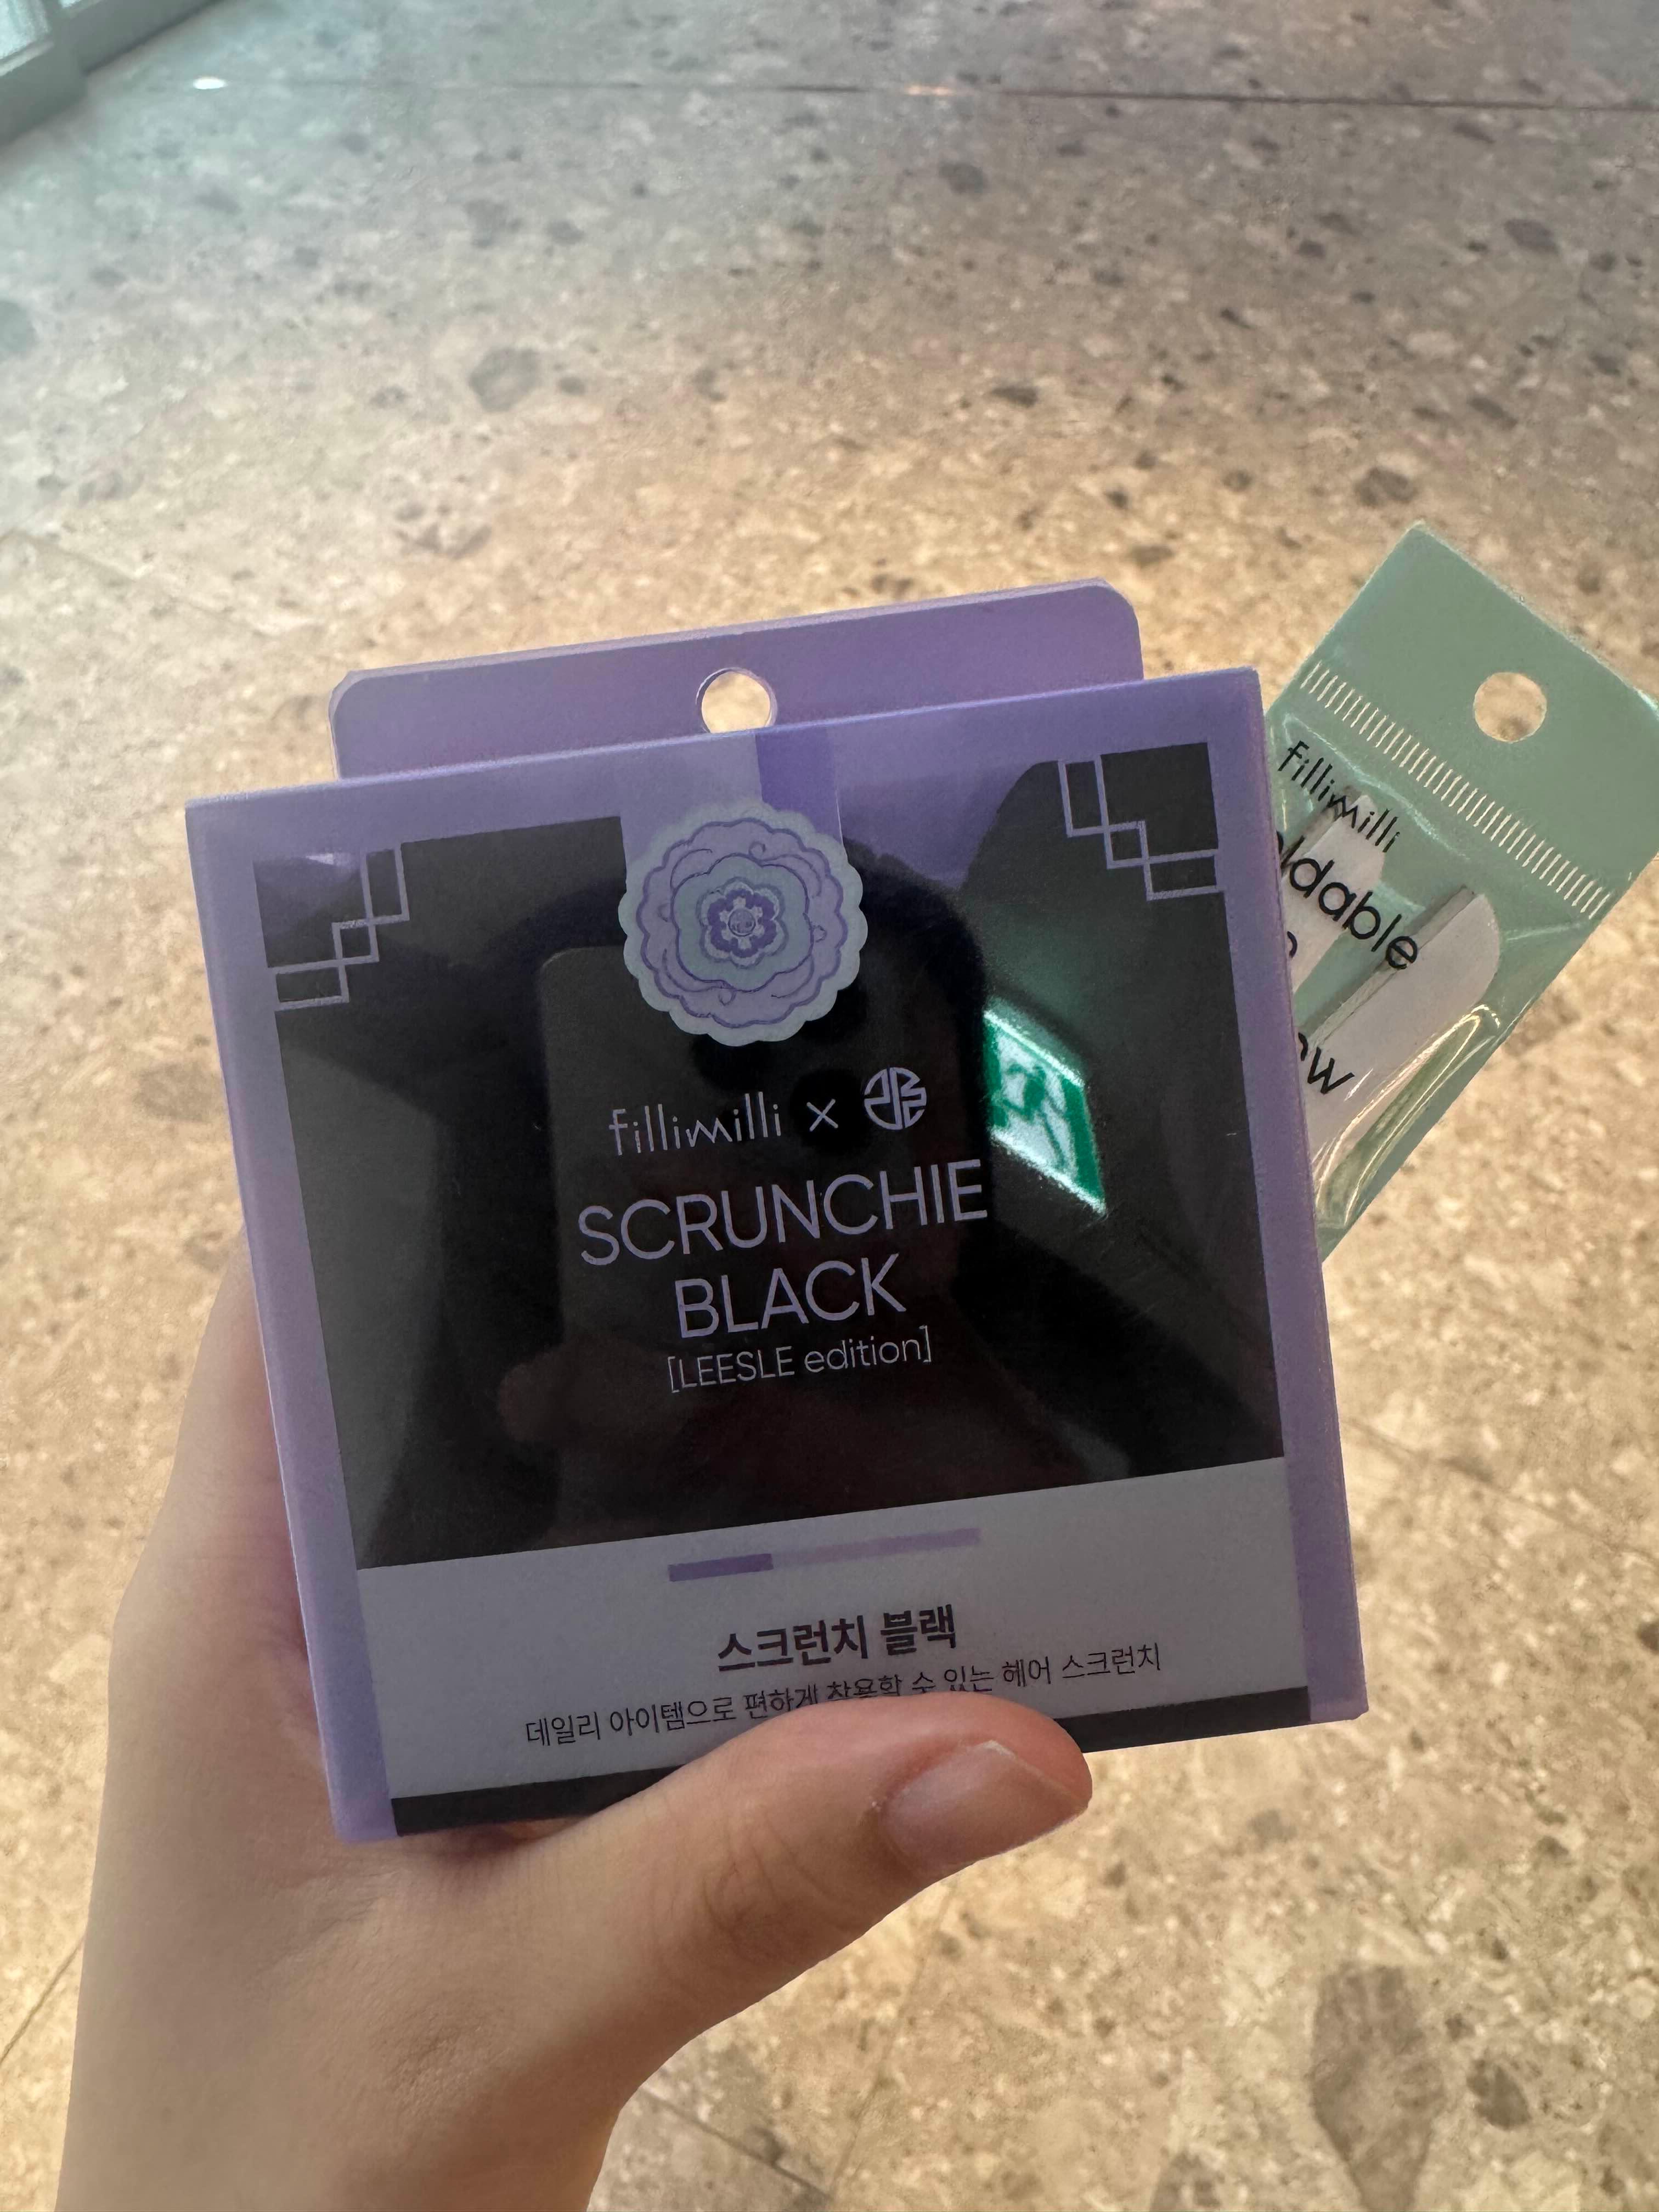 fillimilli ×
SCRUNCHIE
BLACK
[LEESLE edition]
스크런치 블랙
데일리 아이템으로 편하게 착용할 수 있는 헤어 스크런치
fillimilli